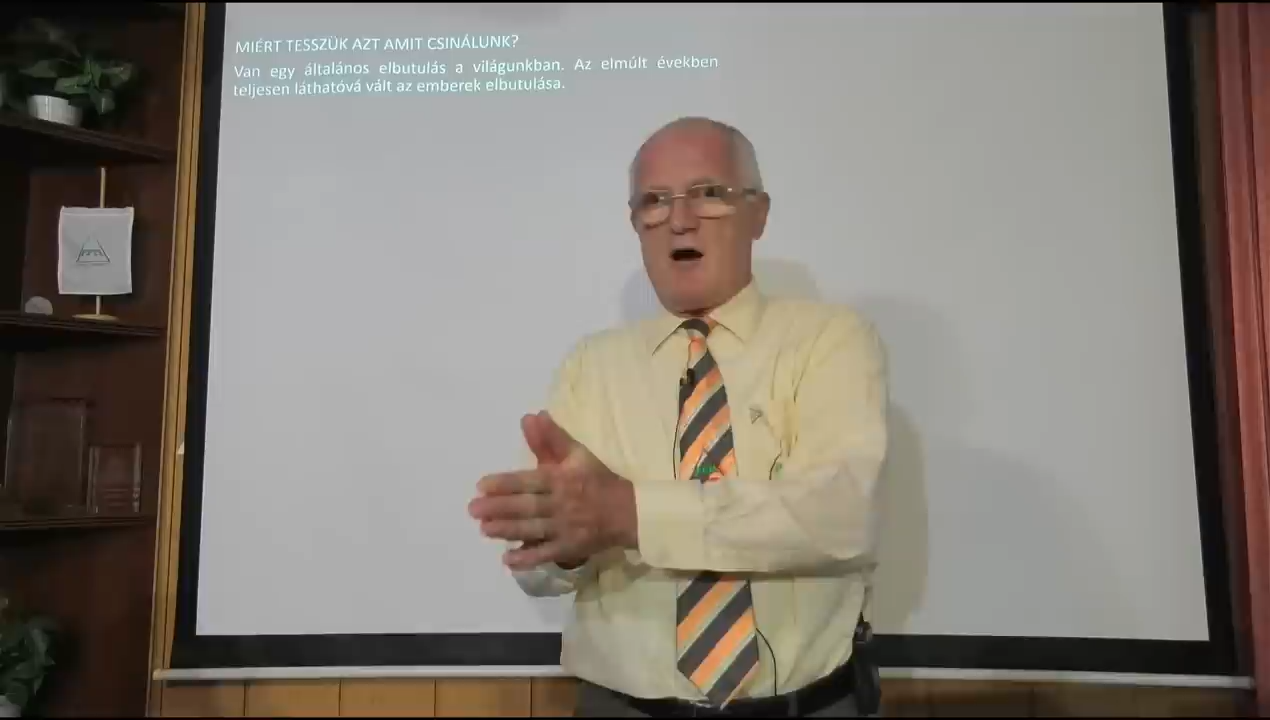 MIÉRT TESSZÜK AZT AMIT CSINÁLUNK?
Van egy általános elbutulás a világunkban. Az elmúlt években
teljesen láthatóvá vált az emberek elbutulása.